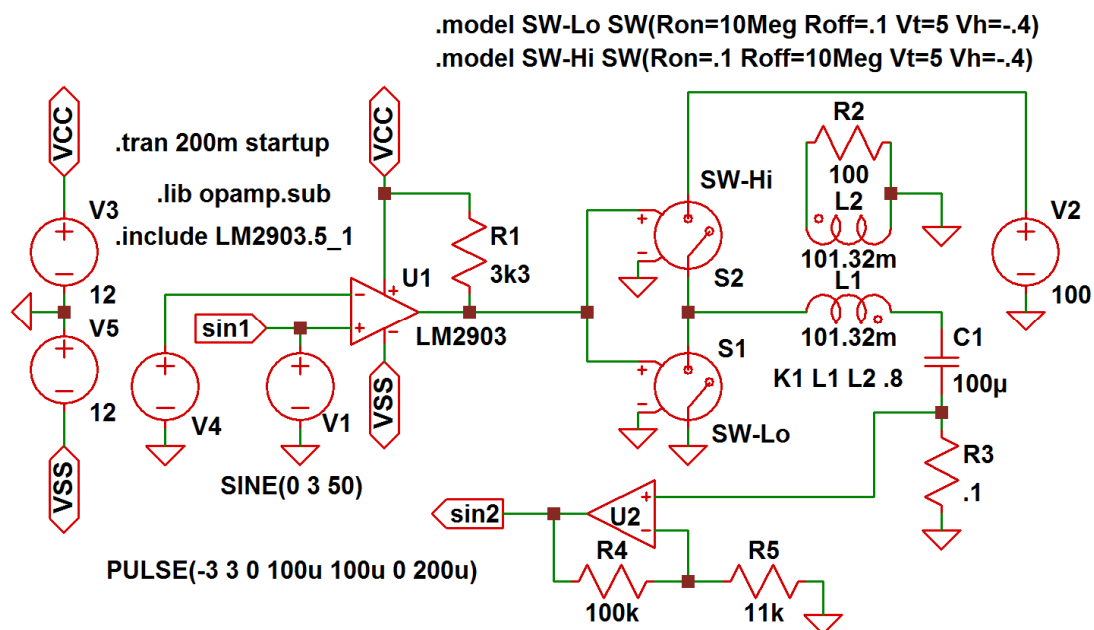 .model SW-Lo SW(Ron=10Meg Roff=.1 Vt=5 Vh=-.4)
.model SW-Hi SW(Ron=.1 Roff=10Meg Vt=5 Vh=-.4)
VCC
VCC
.tran 200m startup
R2
100
SW-Hi
.lib opamp.sub
L2
V3
V2
.include LM2903.5_1
R1
101.32m
3k3
U1
S2
L1
12
100
V5
sin1
LM2903
101.32m
C1
S1
K1 L1 L2 .8
100µ
12
V4
V1
VSS
SW-Lo
R3
.1
VSS
SINE(0 3 50)
sin2
U2
R4
R5
PULSE(-3 3 0 100u 100u 0 200u)
100k
11k